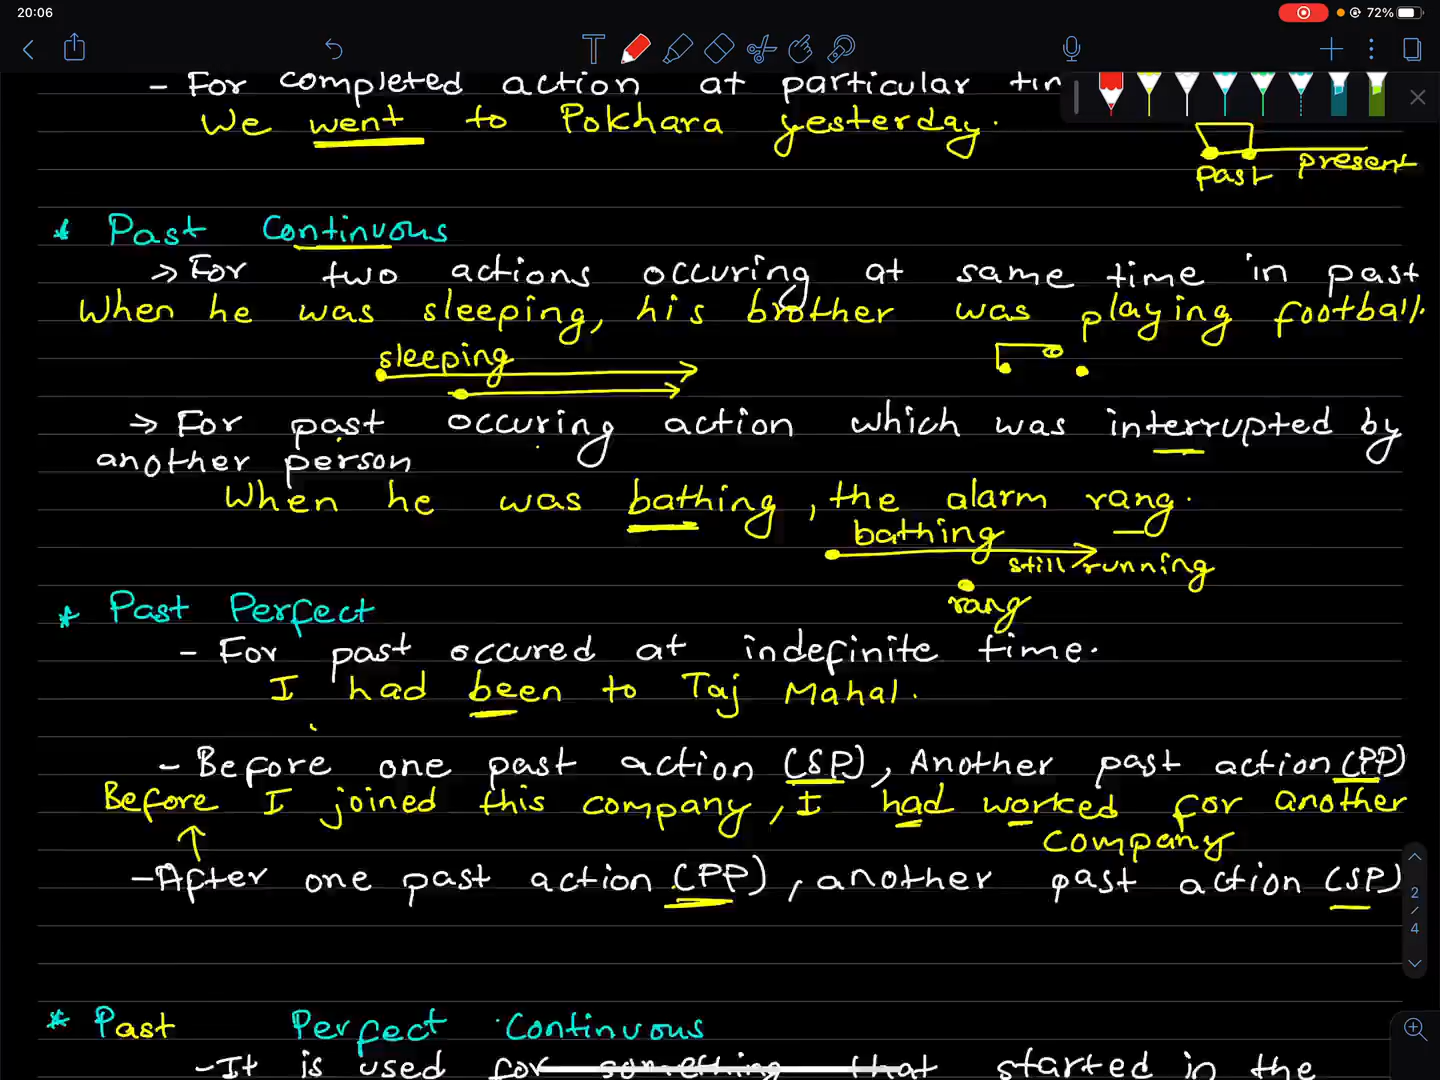 20:06
72%
- For completed action at particular tim
We went to Pokhara yesterday.
past present
* Past Continuous
→ For two actions occuring at same time in past
When he was sleeping, his brother was playing football.
sleeping
→ For past occuring action which was interrupted by
another person
When he was bathing, the alarm rang.
bathing
still running
rang
* Past Perfect
- For past occured at indefinite time.
I had been to Taj Mahal.
- Before one past action (SP), Another past action (PP)
Before I joined this company, I had worked for another
company
- After one past action (PP), another past action (SP)
2
/
4
* Past Perfect Continuous
- It is used for something that started in the